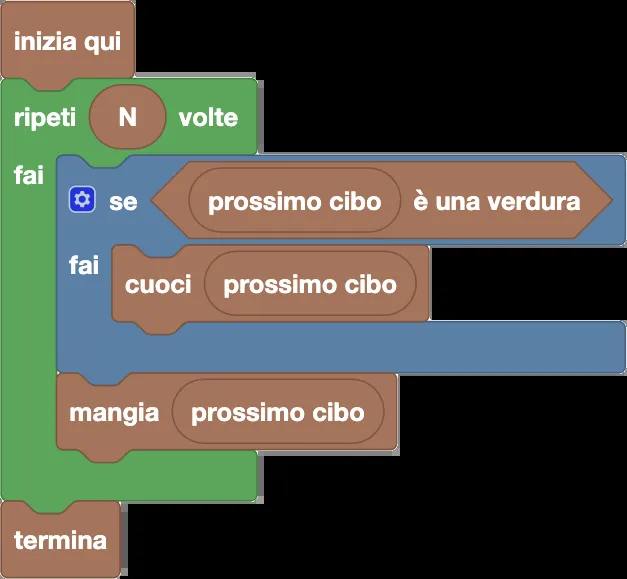 inizia qui
ripeti N volte
fai
se prossimo cibo è una verdura
fai
cuoci prossimo cibo
mangia prossimo cibo
termina